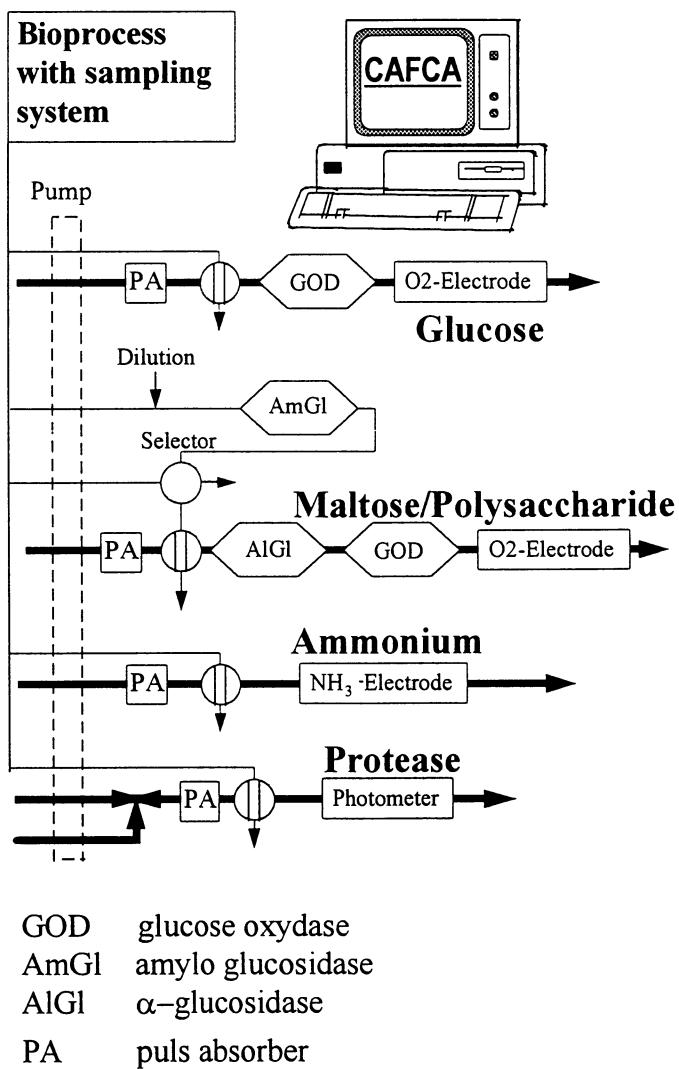 Bioprocess
with sampling
system
CAFCA
Pump
PA
GOD
O2-Electrode
Glucose
Dilution
AmGl
Selector
Maltose/Polysaccharide
PA
AlGl
GOD
O2-Electrode
Ammonium
PA
NH3 -Electrode
Protease
PA
Photometer
GOD glucose oxydase
AmGl amylo glucosidase
AlGl α-glucosidase
PA puls absorber